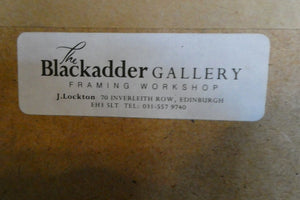 The
Blackadder GALLERY
FRAMING WORKSHOP
J.Lockton 70 INVERLEITH ROW, EDINBURGH
EH3 5LT TEL: 031-557 9740